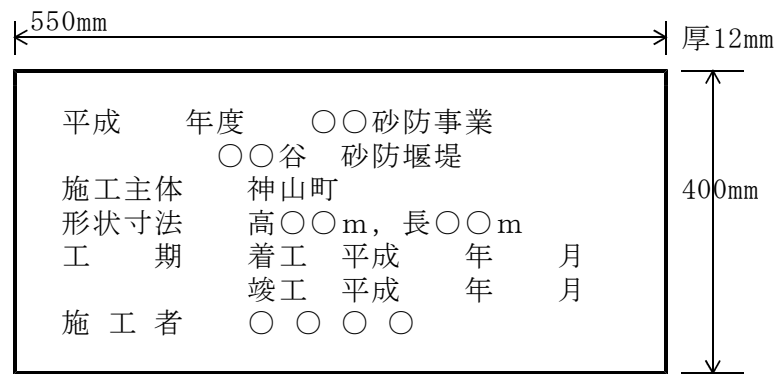 550mm
厚12mm
平成　　年度　　○○砂防事業
○○谷　砂防堰堤
施工主体　　神山町
400mm
形状寸法　　高○○ｍ，長○○ｍ
工　　期　　着工　平成　　年　　月
竣工　平成　　年　　月
施 工 者　　○ ○ ○ ○